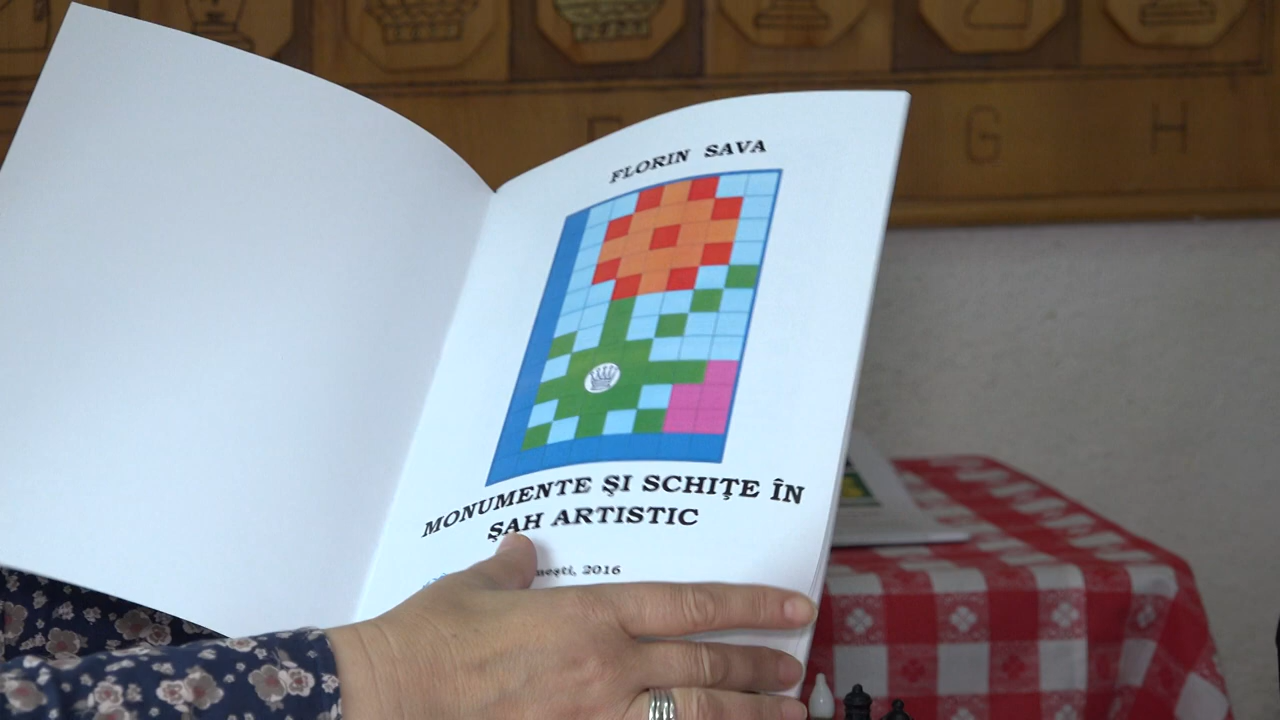 G H
FLORIN SAVA
MONUMENTE ŞI SCHIŢE ÎN
ŞAH ARTISTIC
2016